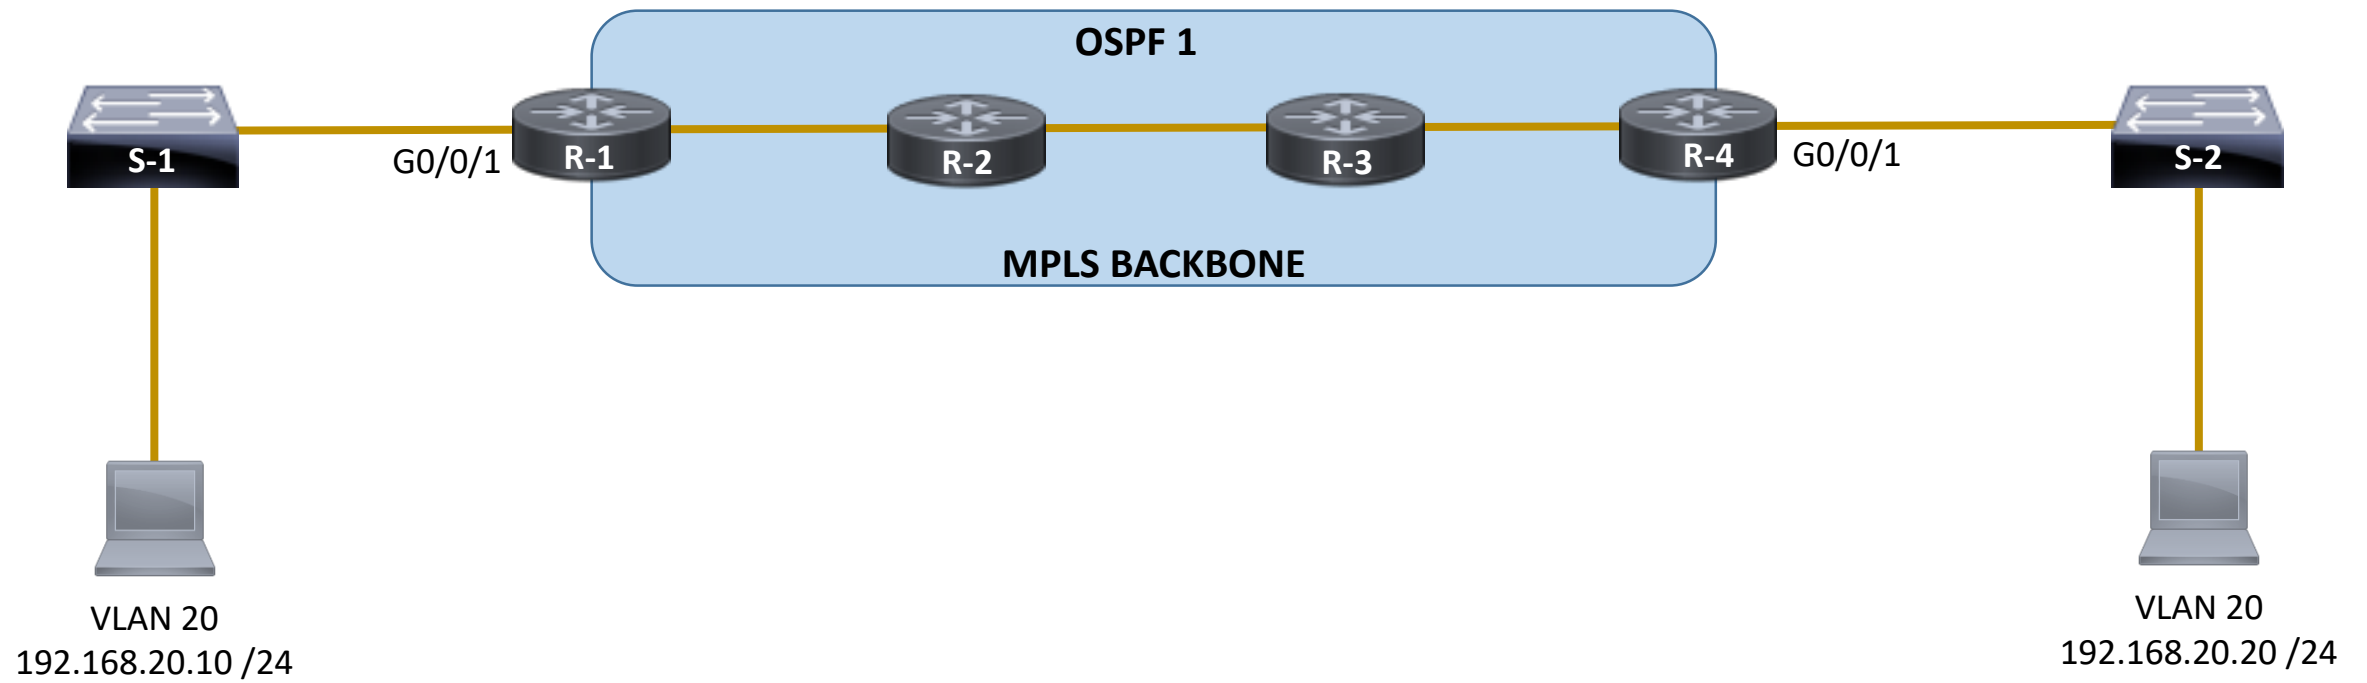 OSPF 1
S-1
G0/0/1
R-1
R-2
R-3
R-4
G0/0/1
S-2
MPLS BACKBONE
VLAN 20
192.168.20.10 /24
VLAN 20
192.168.20.20 /24